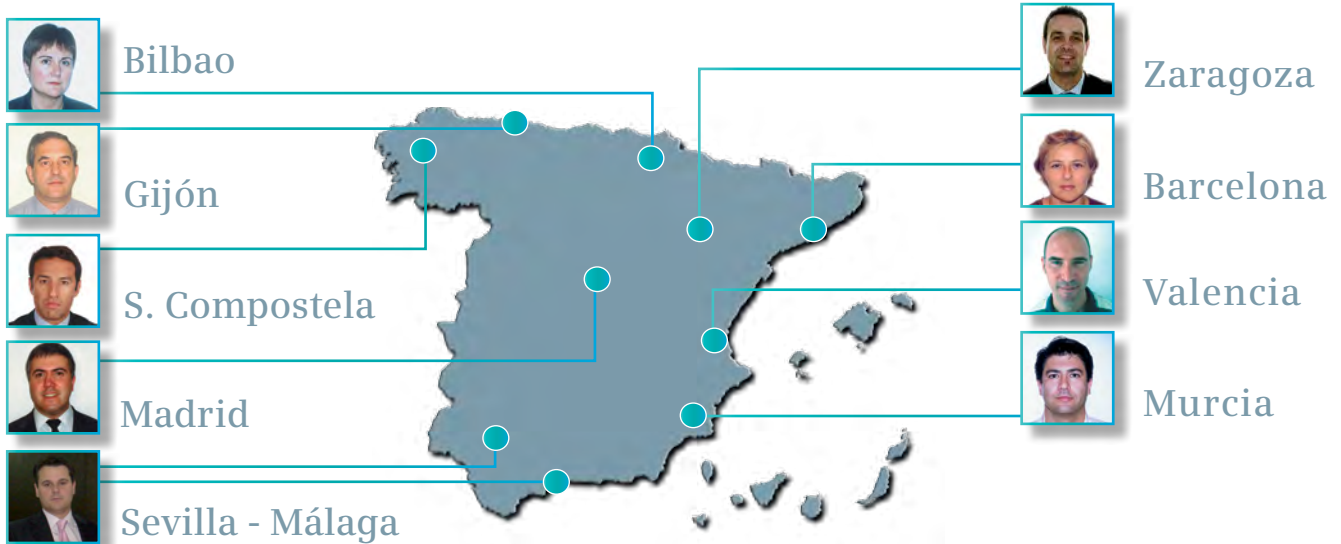 Bilbao
Gijón
S. Compostela
Madrid
Sevilla - Málaga
Zaragoza
Barcelona
Valencia
Murcia